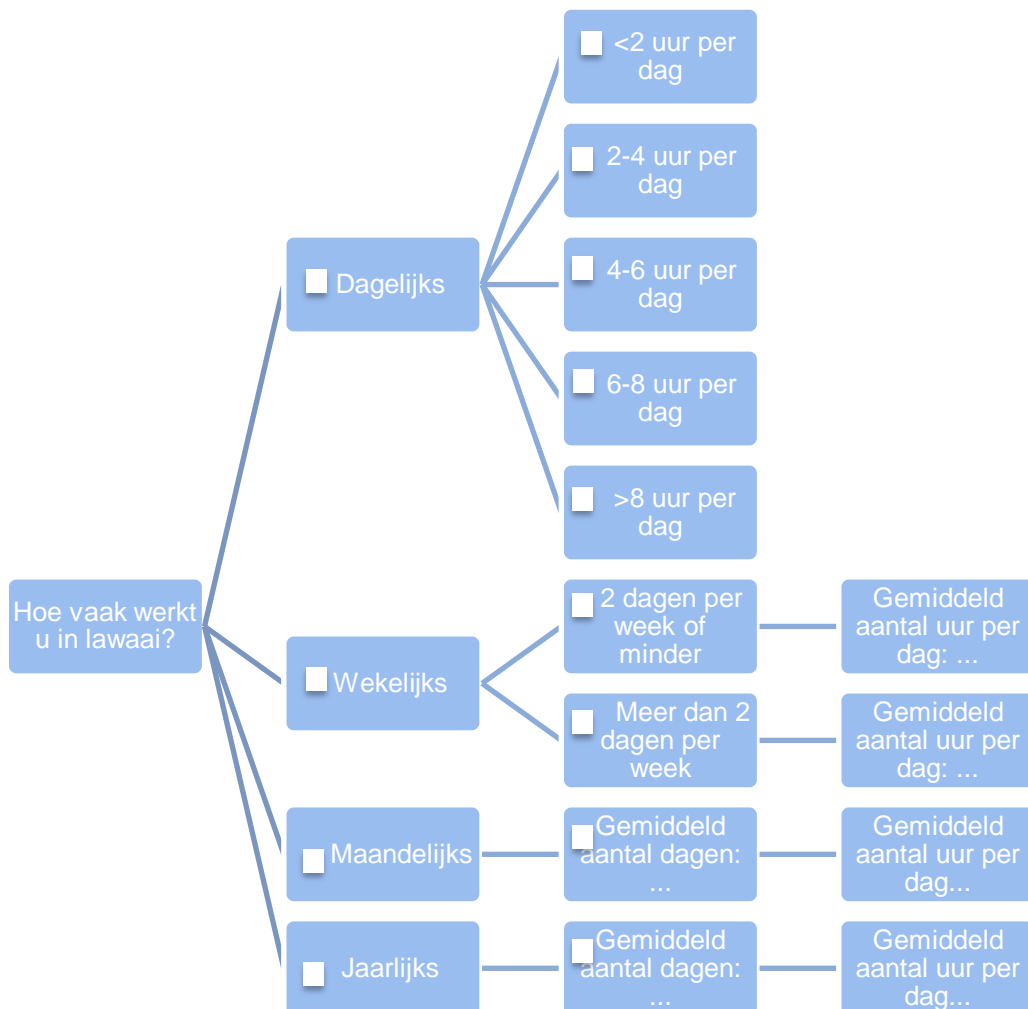 <2 uur per
dag
2-4 uur per
dag
Dagelijks
4-6 uur per
dag
6-8 uur per
dag
>8 uur per
dag
Hoe vaak werkt
u in lawaai?
Wekelijks
2 dagen per
week of
minder
Gemiddeld
aantal uur per
dag: ...
Meer dan 2
dagen per
week
Gemiddeld
aantal uur per
dag: ...
Maandelijks
Gemiddeld
aantal dagen:
...
Gemiddeld
aantal uur per
dag...
Jaarlijks
Gemiddeld
aantal dagen:
...
Gemiddeld
aantal uur per
dag...